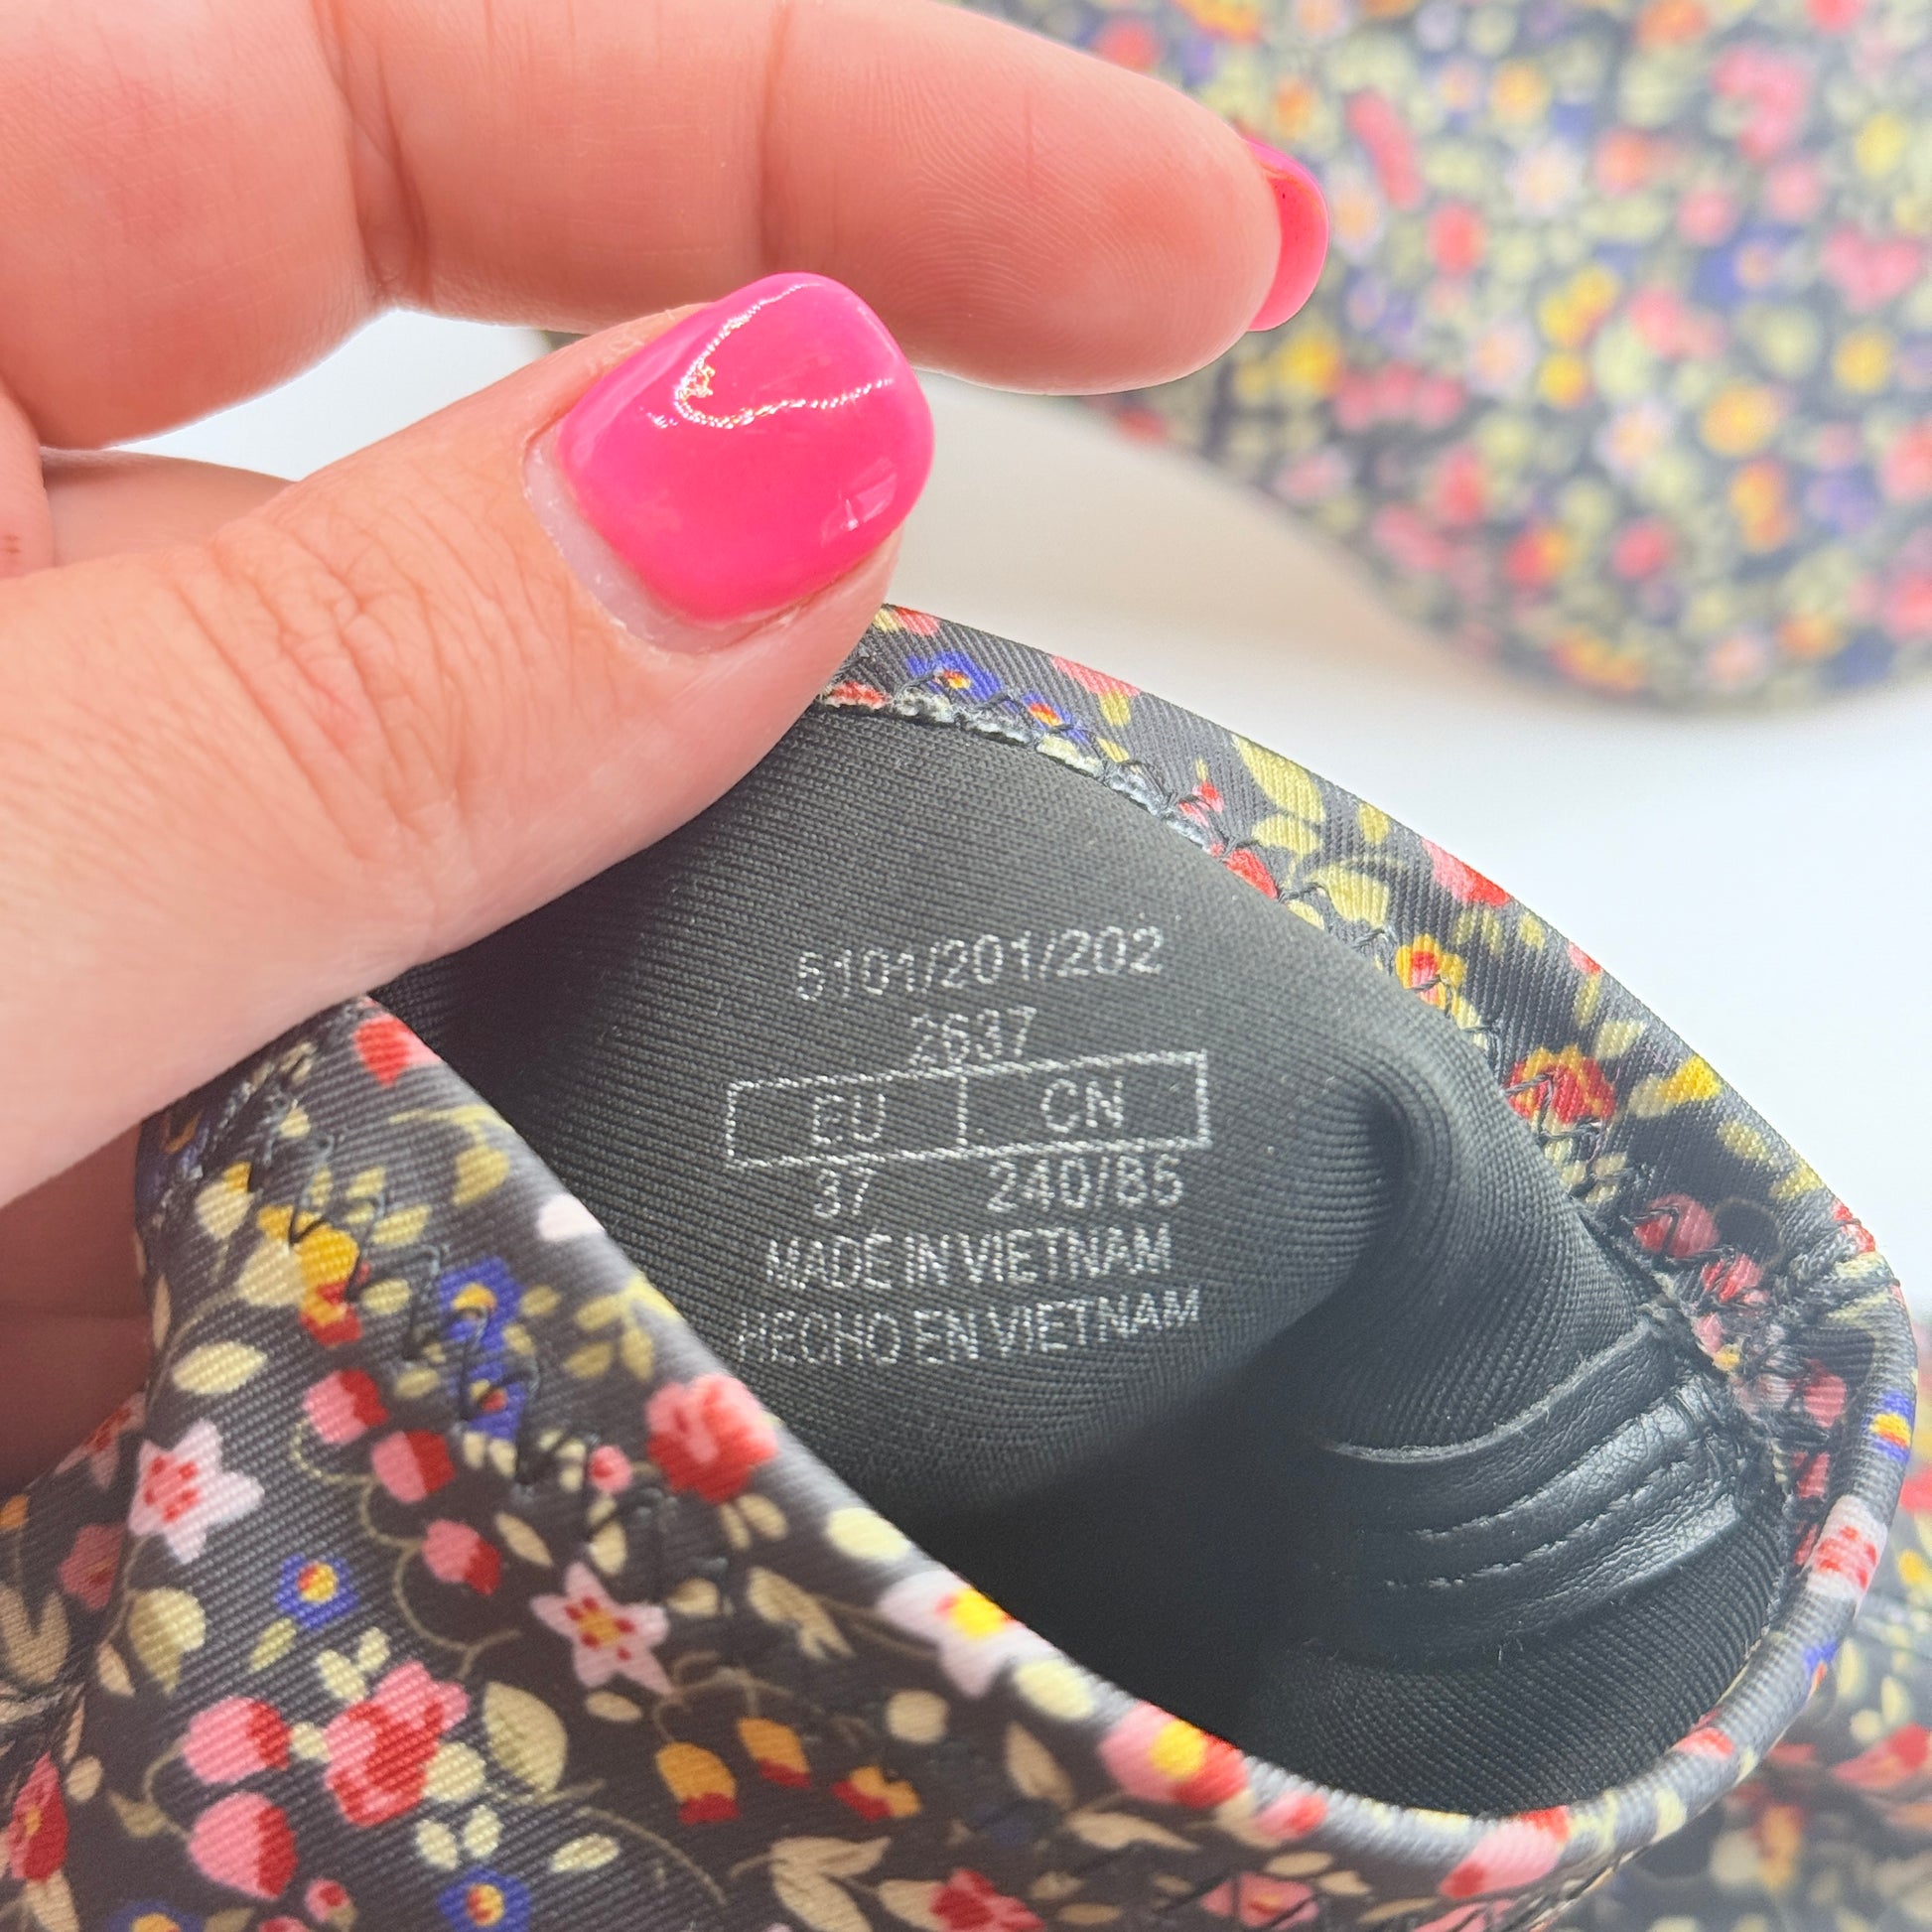 5101/201/202
2637
EU CN
37 240/85
MADE IN VIETNAM
HECHO EN VIETNAM